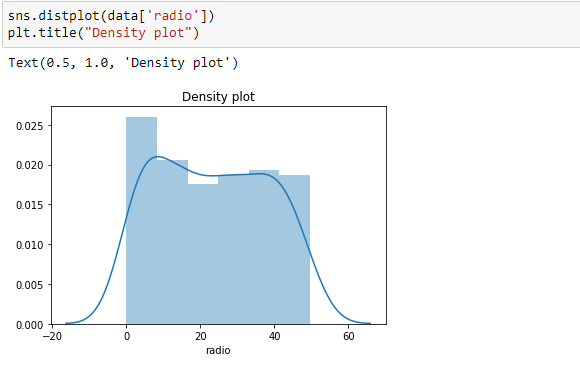 sns.distplot(data['radio'])
plt.title("Density plot")
Text(0.5, 1.0, 'Density plot')
Density plot
0.025
0.020
0.015
0.010
0.005
0.000
−20 0 20 40 60
radio